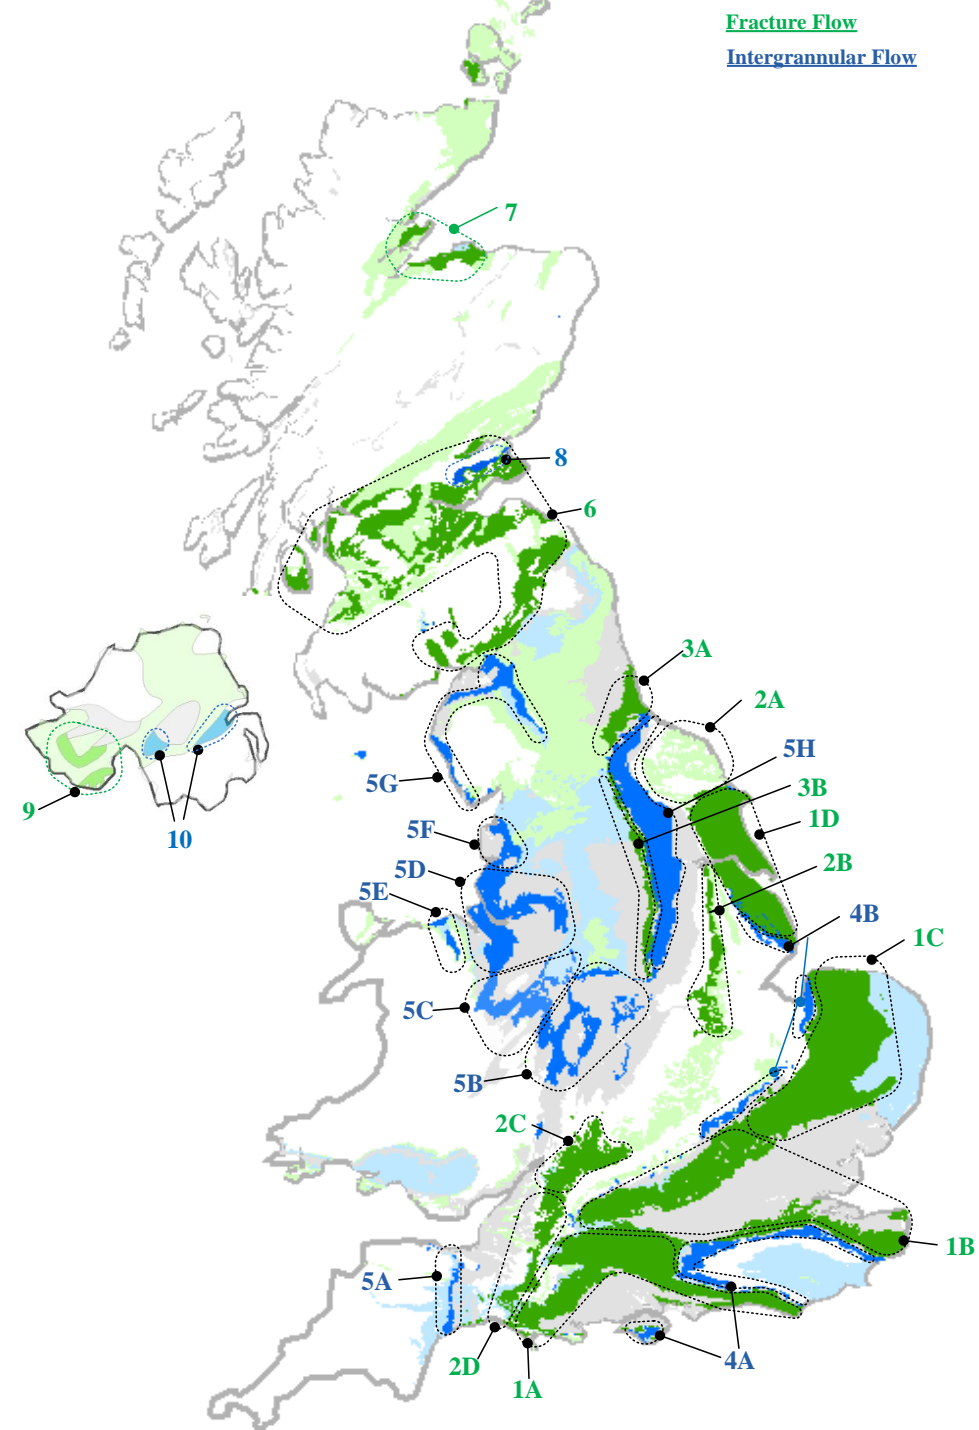 Fracture Flow
Intergrannular Flow
7
8
6
3A
2A
5H
5G
3B
9
10
1D
5F
5D
2B
5E
4B
1C
5C
5B
2C
1B
5A
2D
4A
1A